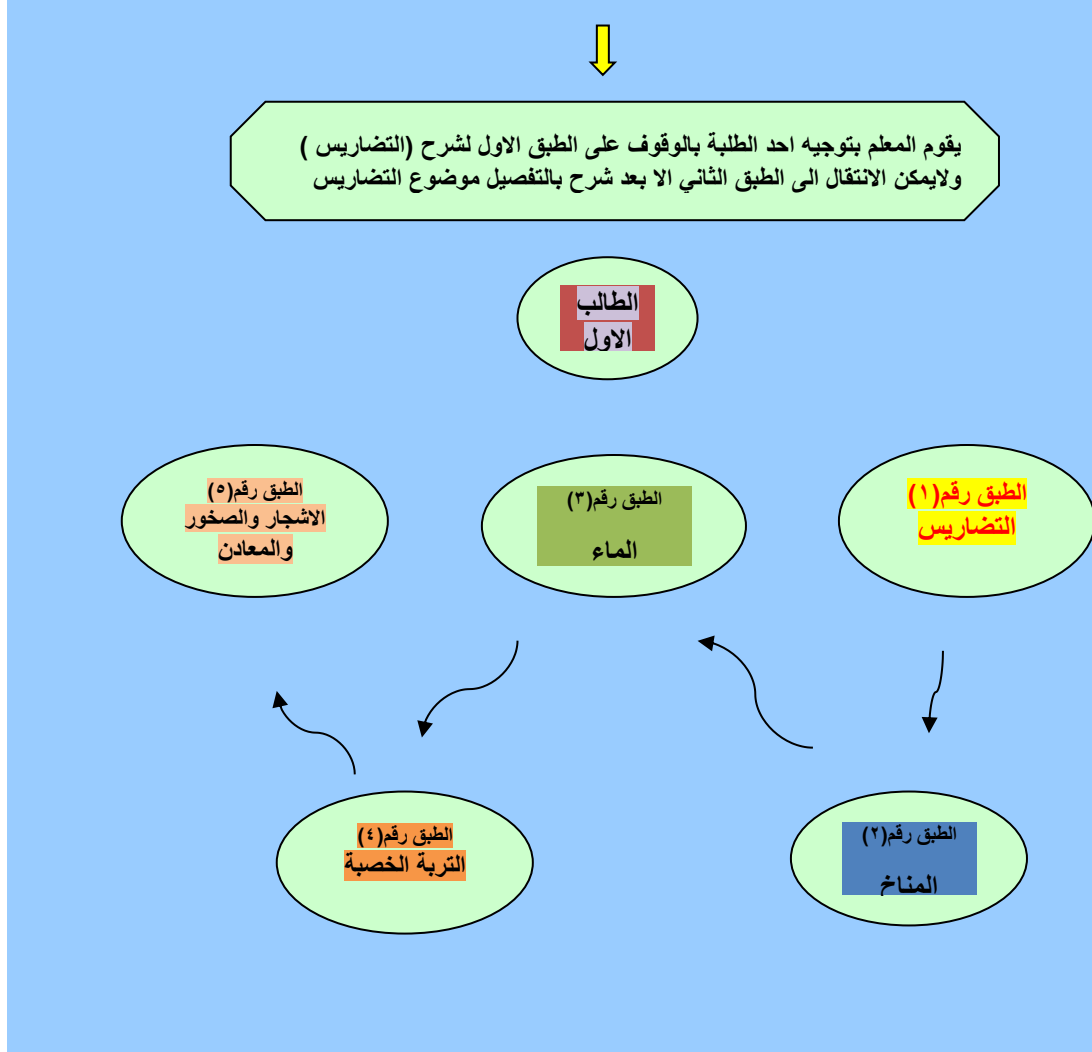 يقوم المعلم بتوجيه احد الطلبة بالوقوف على الطبق الاول لشرح (التضاريس )
ولايمكن الانتقال الى الطبق الثاني الا بعد شرح بالتفصيل موضوع التضاريس
الطالب
الاول
الطبق رقم(١)
التضاريس
الطبق رقم(٣)
الماء
الطبق رقم(٥)
الاشجار والصخور
والمعادن
الطبق رقم(٢)
المناخ
الطبق رقم(٤)
التربة الخصبة